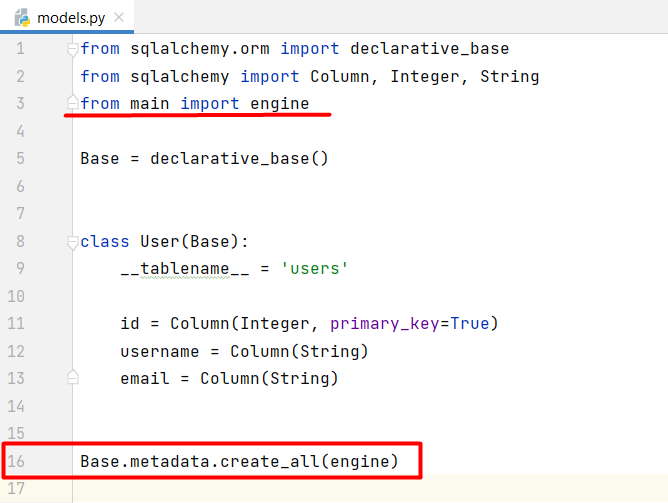 models.py
1 from sqlalchemy.orm import declarative_base
2 from sqlalchemy import Column, Integer, String
3 from main import engine
4
5 Base = declarative_base()
6
7
8 class User(Base):
9     __tablename__ = 'users'
10
11     id = Column(Integer, primary_key=True)
12     username = Column(String)
13     email = Column(String)
14
15
16 Base.metadata.create_all(engine)
17